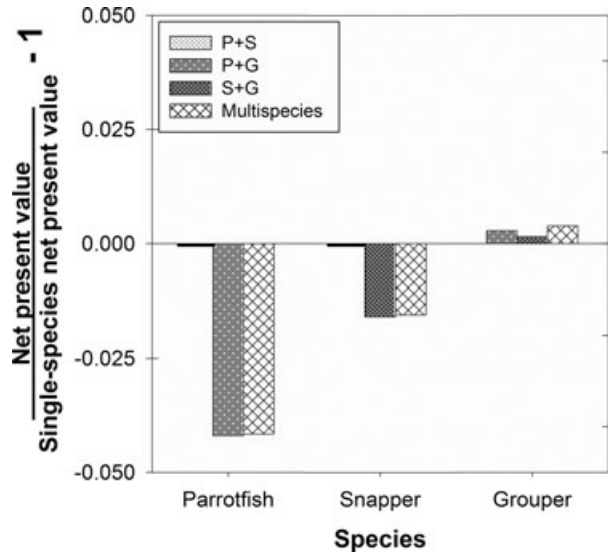 Net present value
Single-species net present value
- 1
0.050
0.025
0.000
-0.025
-0.050
P+S
P+G
S+G
Multispecies
Parrotfish Snapper Grouper
Species